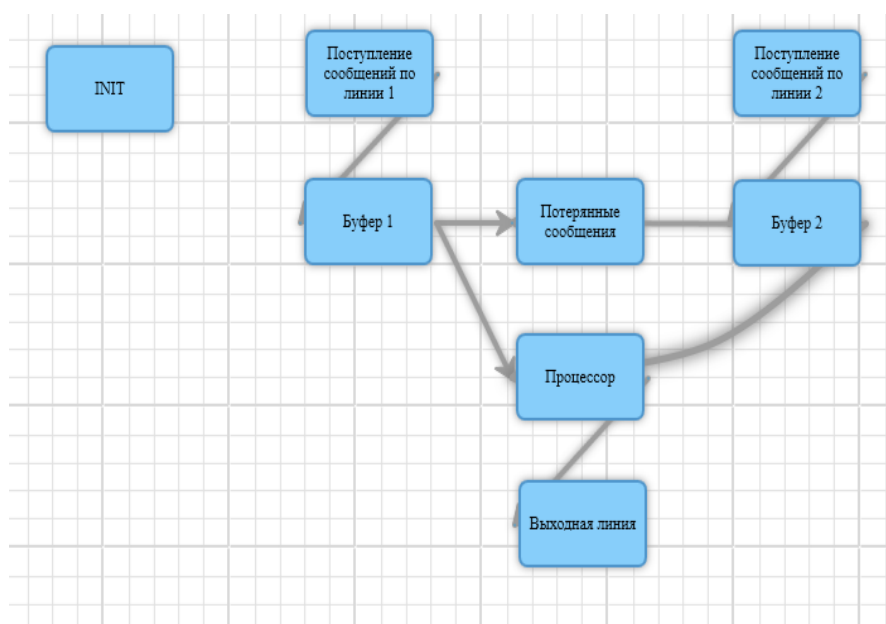 INIT
Поступление
сообщений по
линии 1
Поступление
сообщений по
линии 2
Буфер 1
Потерянные
сообщения
Буфер 2
Процессор
Выходная линия